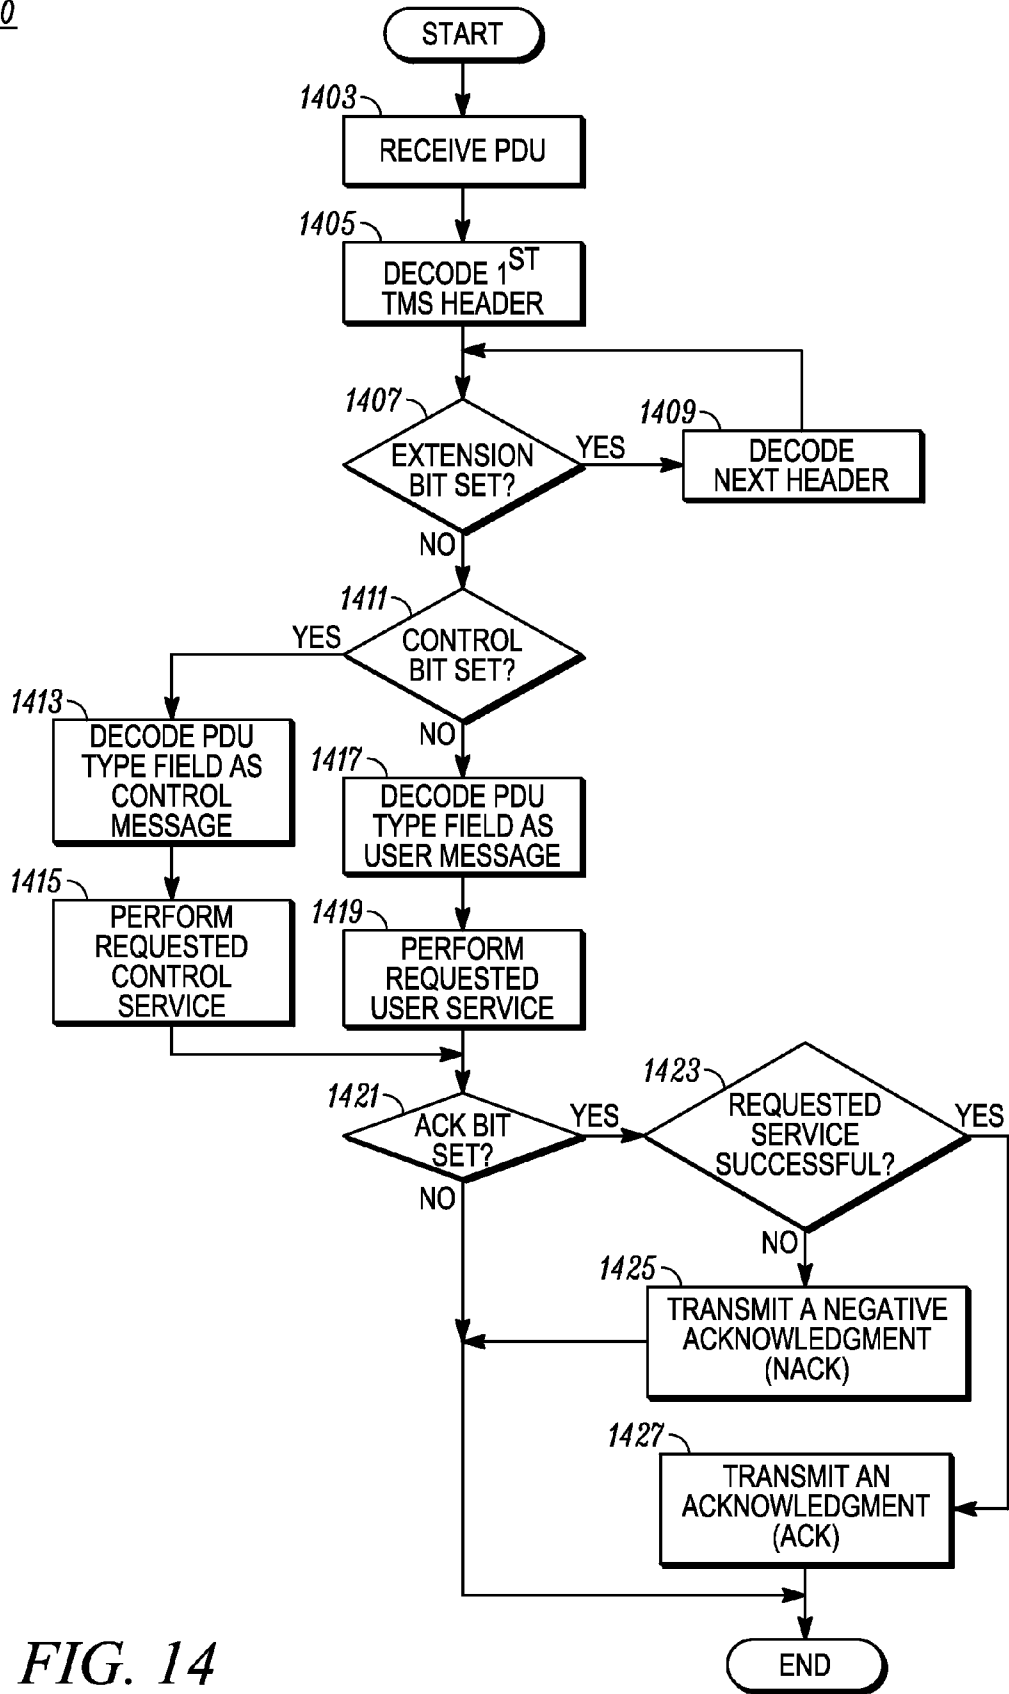 0
START
1403
RECEIVE PDU
1405
DECODE 1ST
TMS HEADER
1407
EXTENSION
BIT SET?
YES
1409
DECODE
NEXT HEADER
NO
1411
CONTROL
BIT SET?
YES
NO
1413
DECODE PDU
TYPE FIELD AS
CONTROL
MESSAGE
1417
DECODE PDU
TYPE FIELD AS
USER MESSAGE
1415
PERFORM
REQUESTED
CONTROL
SERVICE
1419
PERFORM
REQUESTED
USER SERVICE
1421
ACK BIT
SET?
YES
NO
1423
REQUESTED
SERVICE
SUCCESSFUL?
YES
NO
1425
TRANSMIT A NEGATIVE
ACKNOWLEDGMENT
(NACK)
1427
TRANSMIT AN
ACKNOWLEDGMENT
(ACK)
END
FIG. 14